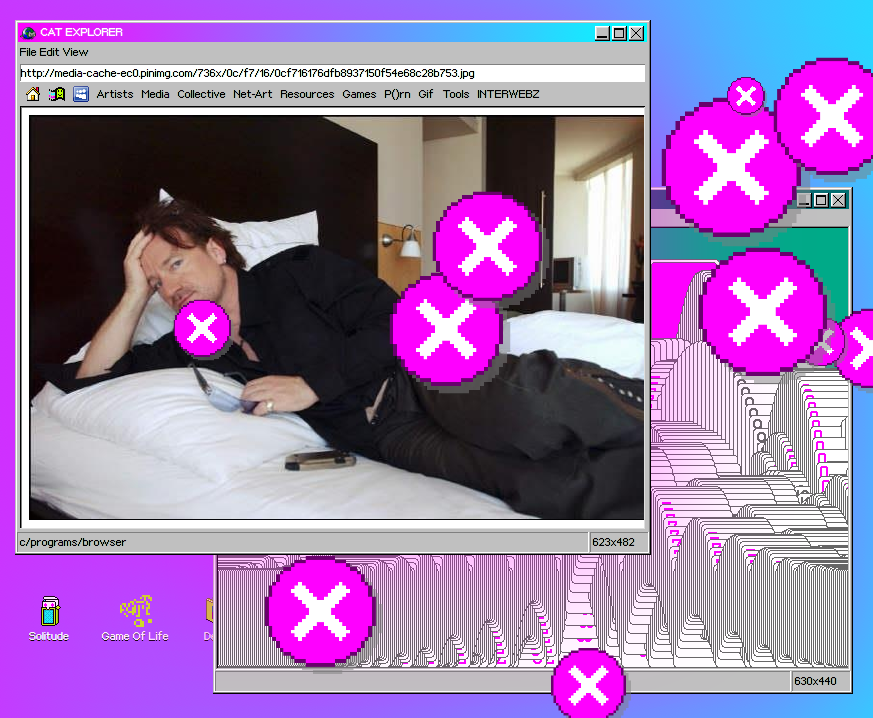 CAT EXPLORER
File Edit View
http://media-cache-ec0.pinimg.com/736x/0c/f7/16/0cf716176dfb8937150f54e68c28b753.jpg
Artists Media Collective Net-Art Resources Games P()rn Gif Tools INTERWEBZ
c/programs/browser 623x482
Solitude Game Of Life De
630x440